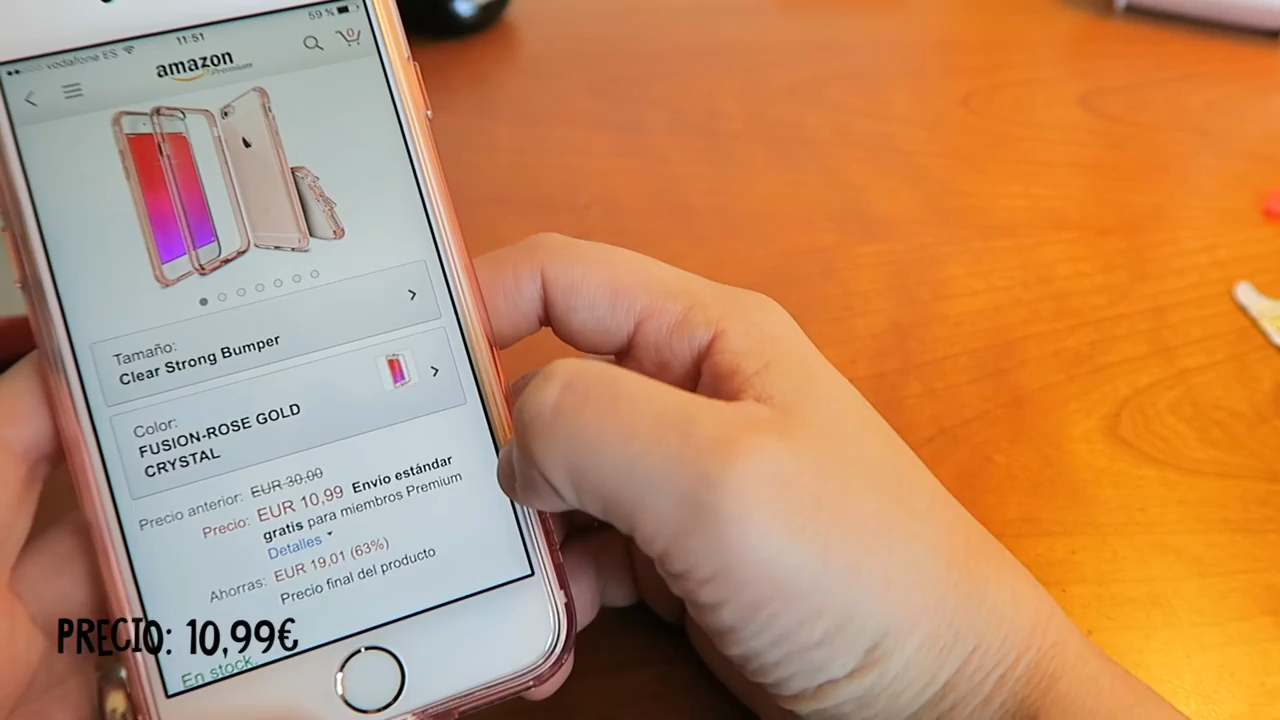 vodafone ES 11:51 59 %
amazon
Premium
0
Tamaño:
Clear Strong Bumper
Color:
FUSION-ROSE GOLD
CRYSTAL
Precio anterior: EUR 30,00
Precio: EUR 10,99 Envío estándar
gratis para miembros Premium
Detalles
Ahorras: EUR 19,01 (63%)
Precio final del producto
En stock.
PRECIO: 10,99€